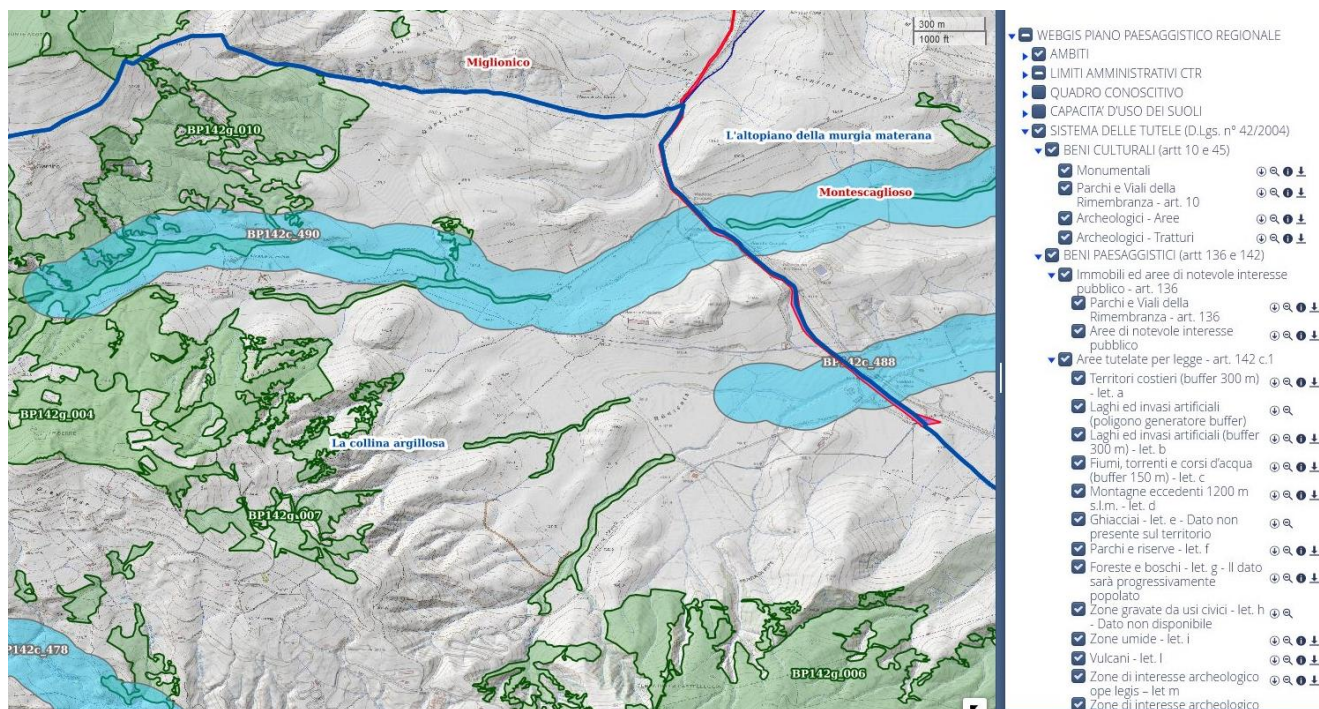 300 m
1000 ft
Miglionico
BP142g_010
L'altopiano della murgia materana
Montescaglioso
BP142c_490
BP142c_488
BP142g_004
La collina argillosa
BP142g_007
P142c_478
BP142g_006
WEBGIS PIANO PAESAGGISTICO REGIONALE
AMBITI
LIMITI AMMINISTRATIVI CTR
QUADRO CONOSCITIVO
CAPACITA' D'USO DEI SUOLI
SISTEMA DELLE TUTELE (D.Lgs. n° 42/2004)
BENI CULTURALI (artt 10 e 45)
Monumentali
Parchi e Viali della
Rimembranza - art. 10
Archeologici - Aree
Archeologici - Tratturi
BENI PAESAGGISTICI (artt 136 e 142)
Immobili ed aree di notevole interesse
pubblico - art. 136
Parchi e Viali della
Rimembranza - art. 136
Aree di notevole interesse
pubblico
Aree tutelate per legge - art. 142 c.1
Territori costieri (buffer 300 m)
- let. a
Laghi ed invasi artificiali
(poligono generatore buffer)
Laghi ed invasi artificiali (buffer
300 m) - let. b
Fiumi, torrenti e corsi d'acqua
(buffer 150 m) - let. c
Montagne eccedenti 1200 m
s.l.m. - let. d
Ghiacciai - let. e - Dato non
presente sul territorio
Parchi e riserve - let. f
Foreste e boschi - let. g - Il dato
sarà progressivamente
popolato
Zone gravate da usi civici - let. h
- Dato non disponibile
Zone umide - let. i
Vulcani - let. l
Zone di interesse archeologico
ope legis – let m
Zone di interesse archeologico